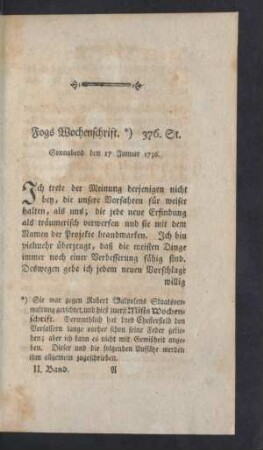 Fogs Wochenschrift. *) 376. St.
Sonnabend den 17 Januar 1736.
Ich trete der Meinung derjenigen nicht
bey, die unsere Vorfahren für weiser
halten, als uns; die jede neue Erfindung
als träumerisch verwerfen und sie mit dem
Namen der Projekte brandmarken. Ich bin
vielmehr überzeugt, daß die meisten Dinge
immer noch einer Verbesserung fähig sind.
Deswegen gebe ich jedem neuen Vorschlage
willig
*) Sie war gegen Robert Walpolens Staatsver-
waltung gerichtet, und hieß zuerst Mists Wochen-
schrift. Vermuthlich hat dies Chesterfield den
Verfassern lange vorher schon seine Feder gelie-
hen; aber ich kann es nicht mit Gewißheit ange-
ben. Dieser und die folgenden Aufsätze werden
ihm allgemein zugeschrieben.
II. Band. A